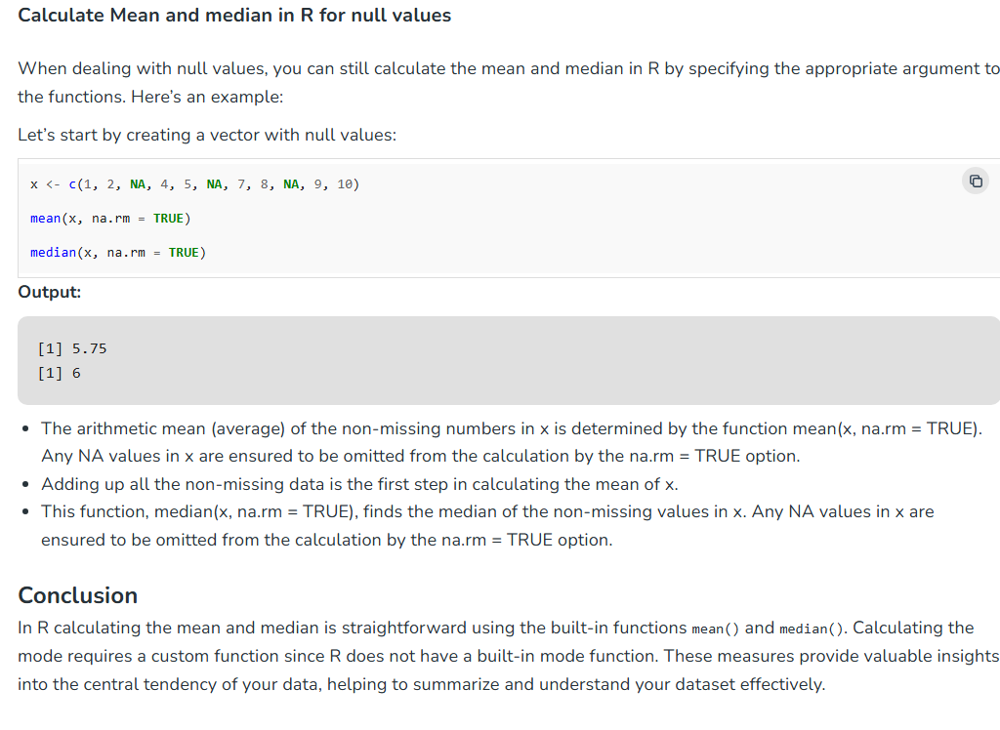 Calculate Mean and median in R for null values
When dealing with null values, you can still calculate the mean and median in R by specifying the appropriate argument to
the functions. Here’s an example:
Let’s start by creating a vector with null values:
x <- c(1, 2, NA, 4, 5, NA, 7, 8, NA, 9, 10)
mean(x, na.rm = TRUE)
median(x, na.rm = TRUE)
Output:
[1] 5.75
[1] 6
• The arithmetic mean (average) of the non-missing numbers in x is determined by the function mean(x, na.rm = TRUE).
Any NA values in x are ensured to be omitted from the calculation by the na.rm = TRUE option.
• Adding up all the non-missing data is the first step in calculating the mean of x.
• This function, median(x, na.rm = TRUE), finds the median of the non-missing values in x. Any NA values in x are
ensured to be omitted from the calculation by the na.rm = TRUE option.
Conclusion
In R calculating the mean and median is straightforward using the built-in functions mean() and median(). Calculating the
mode requires a custom function since R does not have a built-in mode function. These measures provide valuable insights
into the central tendency of your data, helping to summarize and understand your dataset effectively.